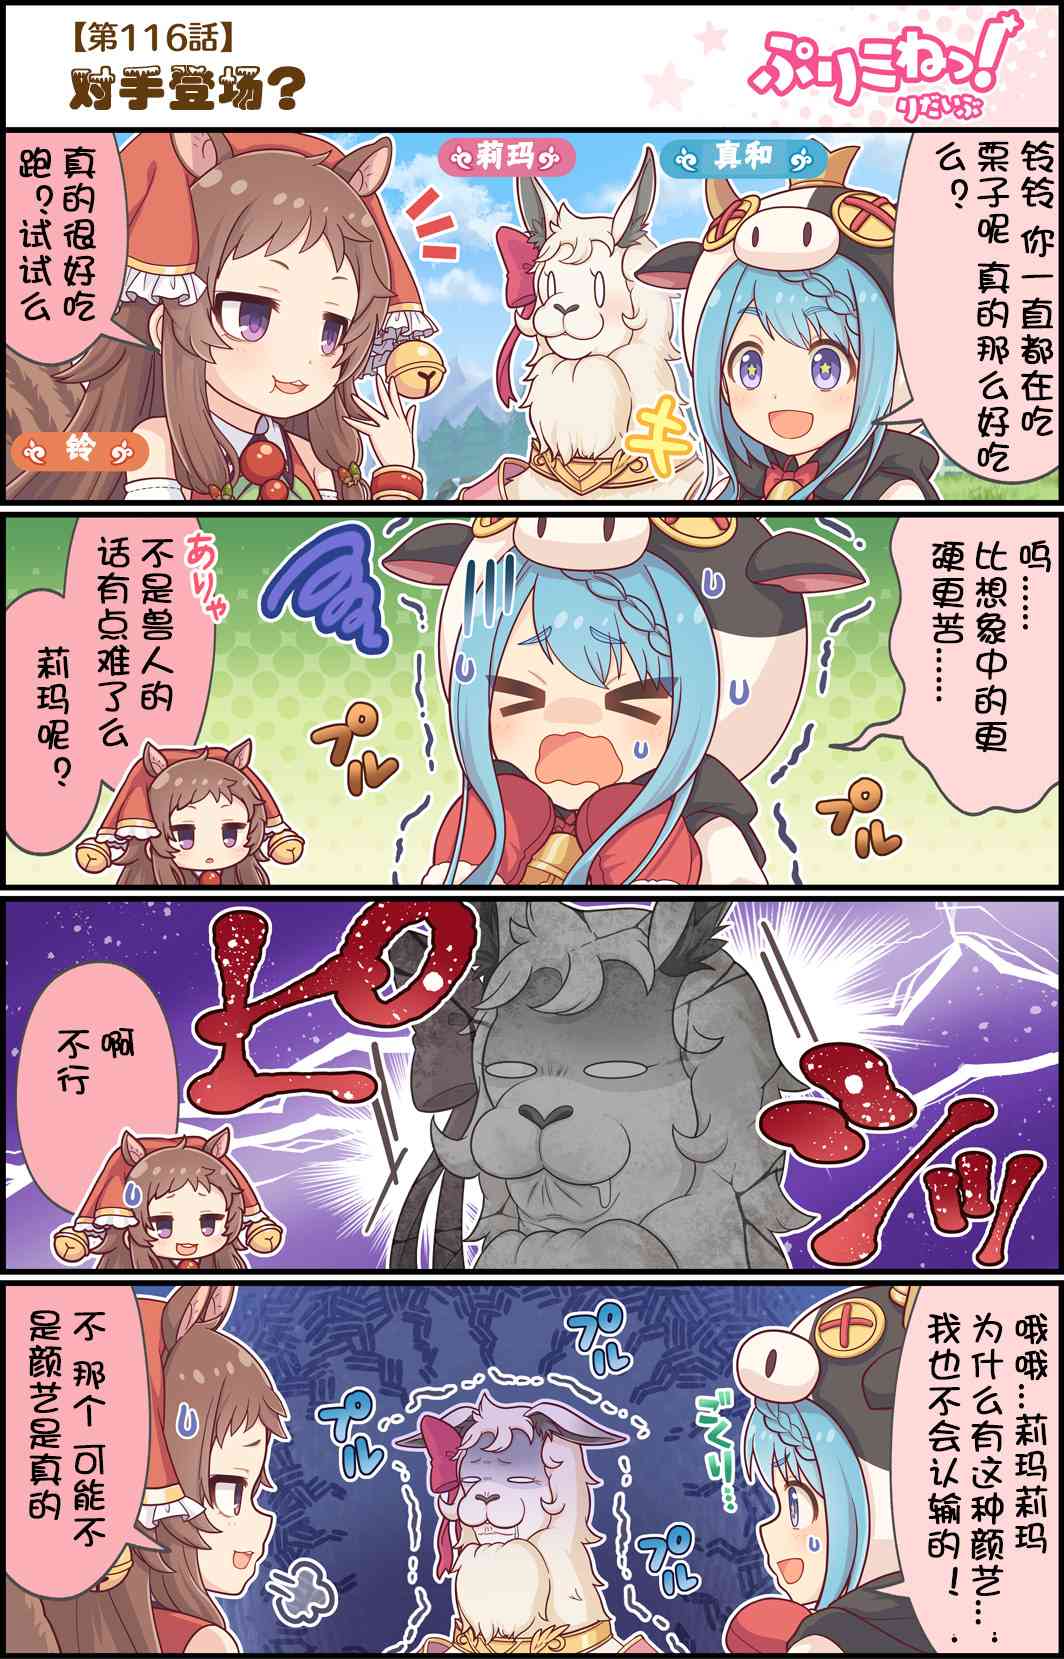 【第116話】
对手登场？
ぷりこねっ！
りだいぶ
铃铃 你一直都在吃
栗子呢 真的那么好吃
么？
真和
莉玛
真的很好吃
跑？试试么
铃
呜……
比想象中的更
硬更苦……
ありゃ
不是兽人的
话有点难了么
莉玛呢？
プル
プル
ピシッ
啊
不行
哦哦…莉玛莉玛
为什么有这种颜艺……
我也不会认输的！
ごくり…
プル
プル
プル
不 那个 可能不
是颜艺是真的